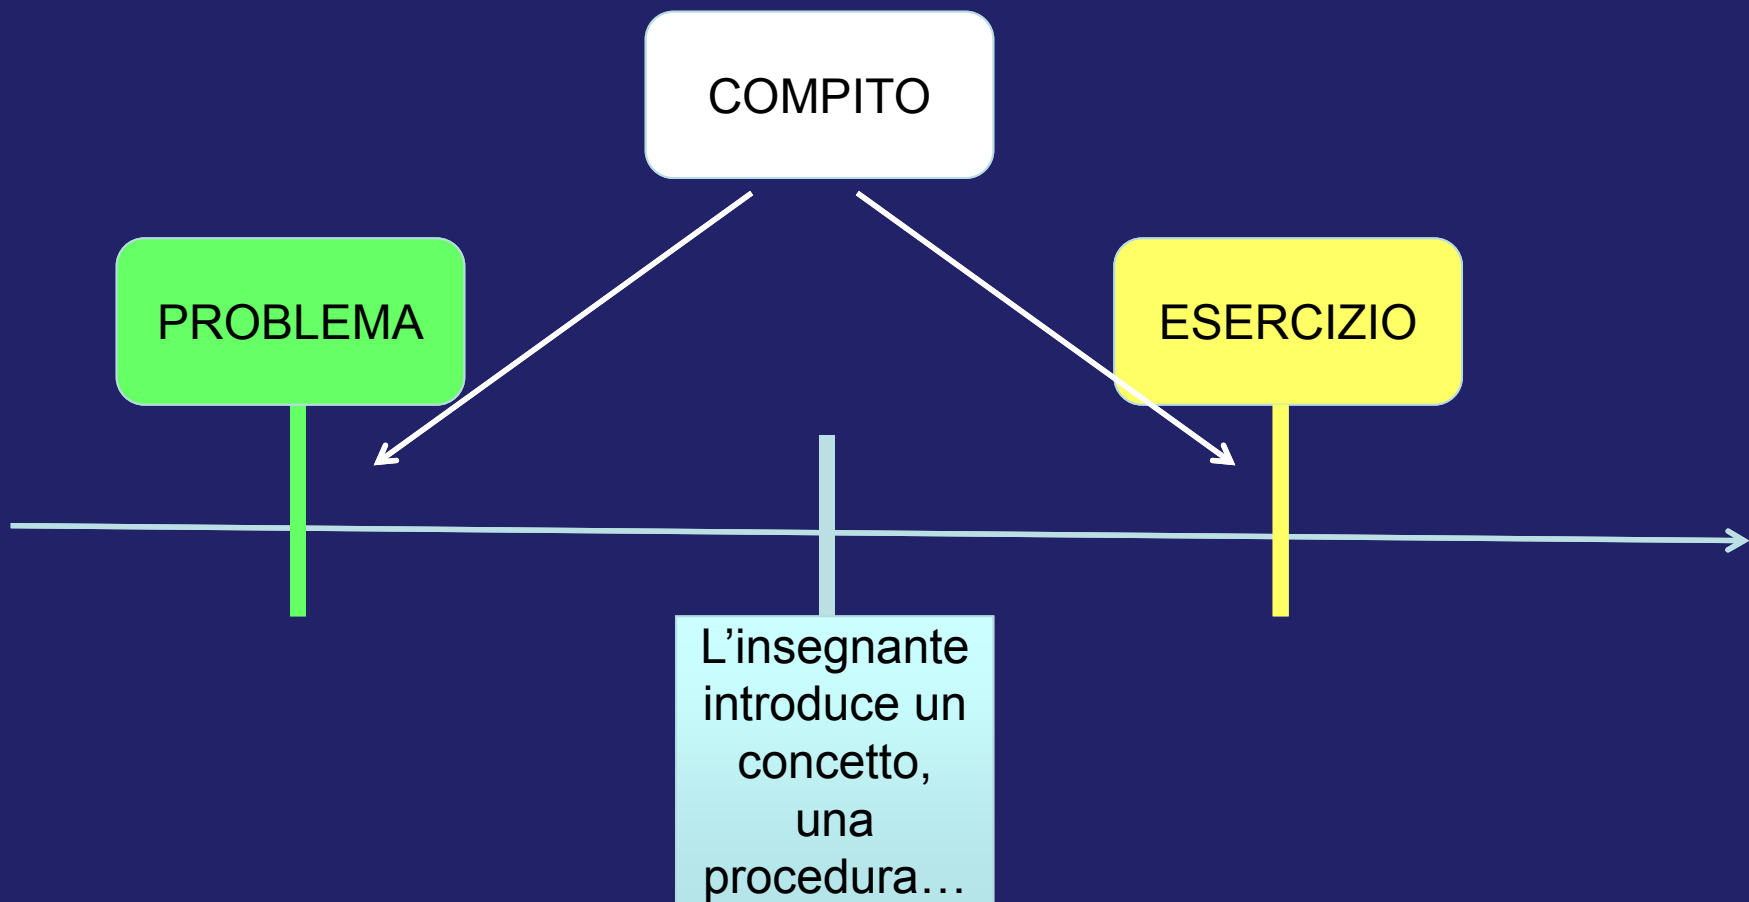 COMPITO
PROBLEMA
ESERCIZIO
L’insegnante
introduce un
concetto,
una
procedura…